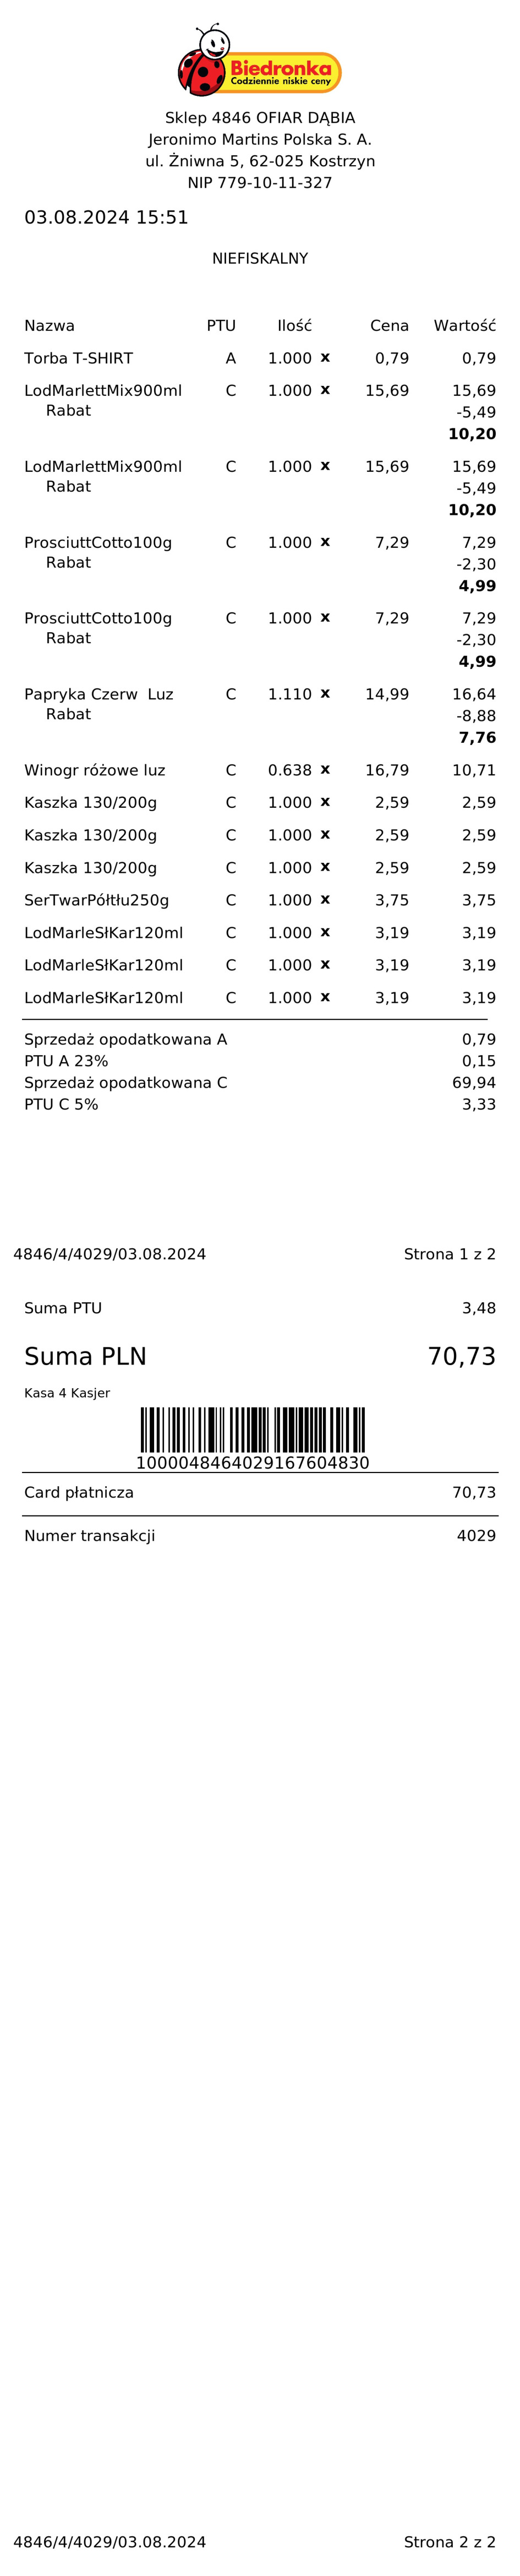 Biedronka
Codziennie niskie ceny
Sklep 4846 OFIAR DĄBIA
Jeronimo Martins Polska S. A.
ul. Żniwna 5, 62-025 Kostrzyn
NIP 779-10-11-327
03.08.2024 15:51
NIEFISKALNY
Nazwa PTU Ilość Cena Wartość
Torba T-SHIRT A 1.000 x 0,79 0,79
LodMarlettMix900ml C 1.000 x 15,69 15,69
Rabat -5,49
10,20
LodMarlettMix900ml C 1.000 x 15,69 15,69
Rabat -5,49
10,20
ProsciuttCotto100g C 1.000 x 7,29 7,29
Rabat -2,30
4,99
ProsciuttCotto100g C 1.000 x 7,29 7,29
Rabat -2,30
4,99
Papryka Czerw Luz C 1.110 x 14,99 16,64
Rabat -8,88
7,76
Winogr różowe luz C 0.638 x 16,79 10,71
Kaszka 130/200g C 1.000 x 2,59 2,59
Kaszka 130/200g C 1.000 x 2,59 2,59
Kaszka 130/200g C 1.000 x 2,59 2,59
SerTwarPółtłu250g C 1.000 x 3,75 3,75
LodMarleSłKar120ml C 1.000 x 3,19 3,19
LodMarleSłKar120ml C 1.000 x 3,19 3,19
LodMarleSłKar120ml C 1.000 x 3,19 3,19
Sprzedaż opodatkowana A 0,79
PTU A 23% 0,15
Sprzedaż opodatkowana C 69,94
PTU C 5% 3,33
4846/4/4029/03.08.2024 Strona 1 z 2
Suma PTU 3,48
Suma PLN 70,73
Kasa 4 Kasjer
1000048464029167604830
Card płatnicza 70,73
Numer transakcji 4029
4846/4/4029/03.08.2024 Strona 2 z 2